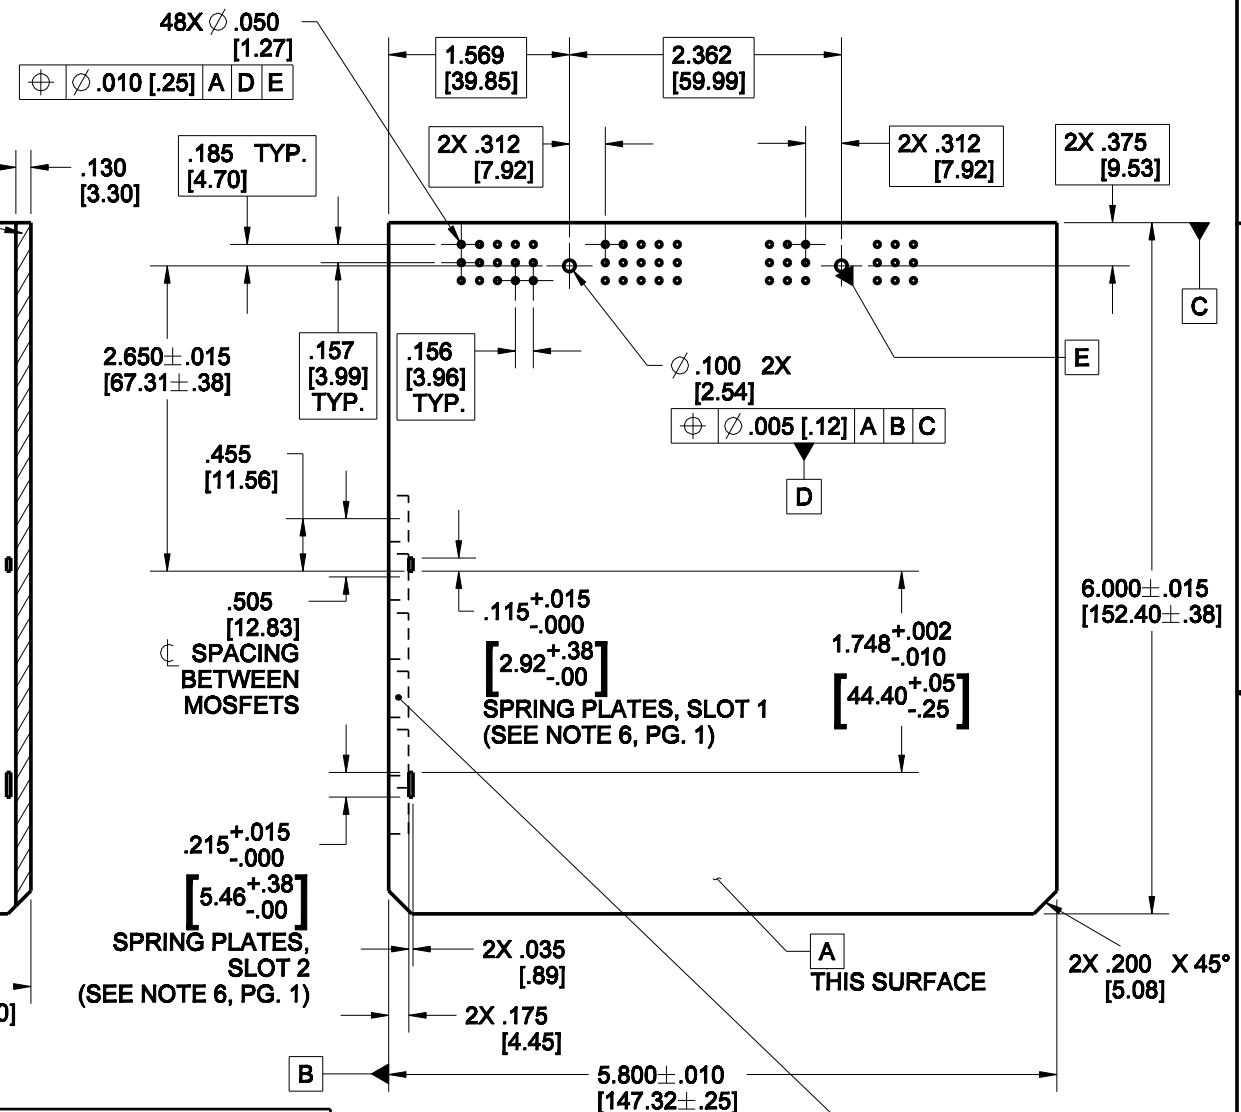 48X ∅ .050
[1.27]
⌖ ∅ .010 [.25] A D E
1.569
[39.85]
2.362
[59.99]
.185 TYP.
[4.70]
.130
[3.30]
2X .312
[7.92]
2X .312
[7.92]
2X .375
[9.53]
C
2.650±.015
[67.31±.38]
.157
[3.99]
TYP.
.156
[3.96]
TYP.
E
∅ .100 2X
[2.54]
⌖ ∅ .005 [.12] A B C
D
.455
[11.56]
.505
[12.83]
℄ SPACING
BETWEEN
MOSFETS
.115 +.015
-.000
[2.92 +.38
-.00]
SPRING PLATES, SLOT 1
(SEE NOTE 6, PG. 1)
1.748 +.002
-.010
[44.40 +.05
-.25]
6.000±.015
[152.40±.38]
.215 +.015
-.000
[5.46 +.38
-.00]
SPRING PLATES,
SLOT 2
(SEE NOTE 6, PG. 1)
2X .035
[.89]
A
THIS SURFACE
2X .200 X 45°
[5.08]
2X .175
[4.45]
0]
B
5.800±.010
[147.32±.25]